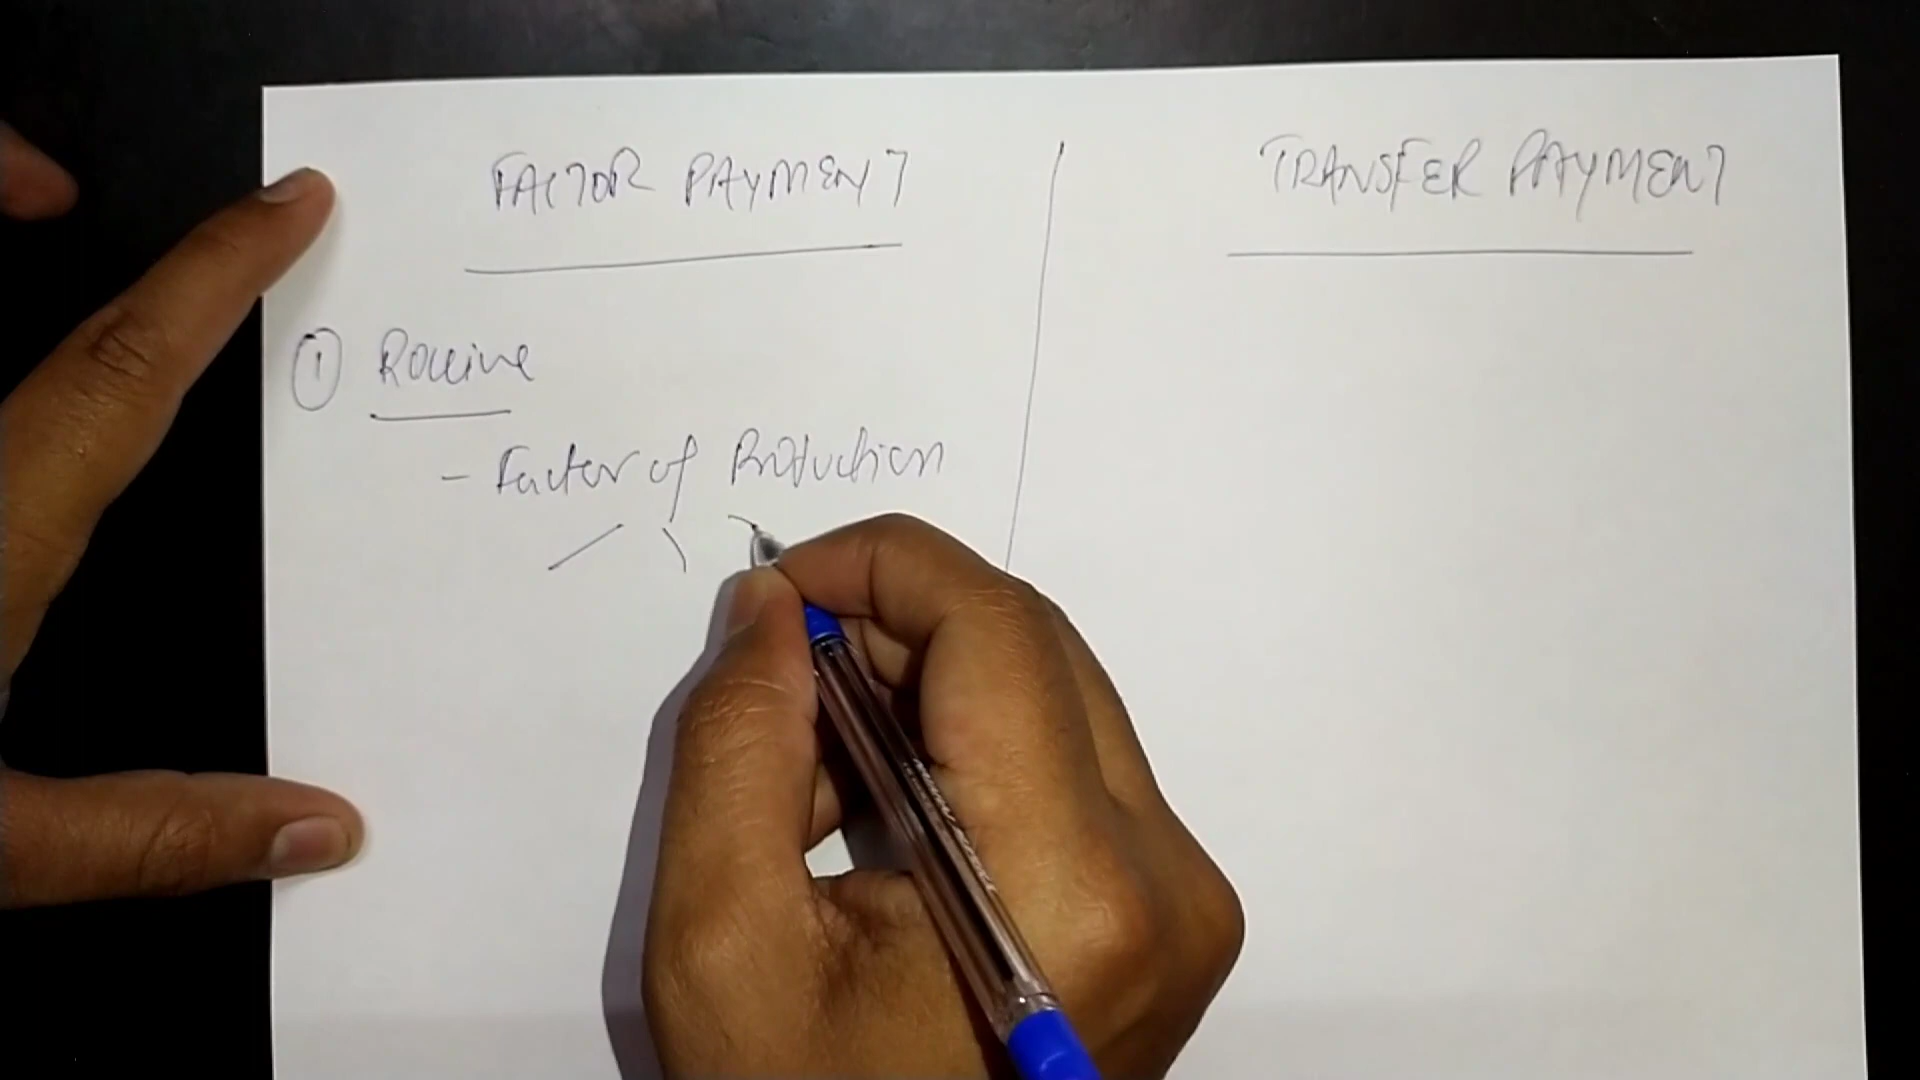 FACTOR PAYMENT
TRANSFER PAYMENT
① Receive
- Factor of Production